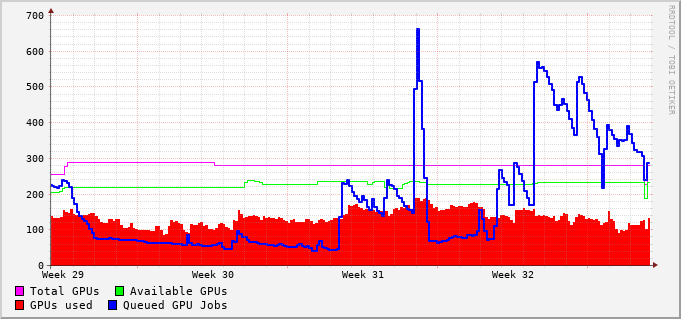 700
600
500
400
300
200
100
0
Week 29 Week 30 Week 31 Week 32
Total GPUs Available GPUs
GPUs used Queued GPU Jobs
RRDTOOL / TOBI OETIKER